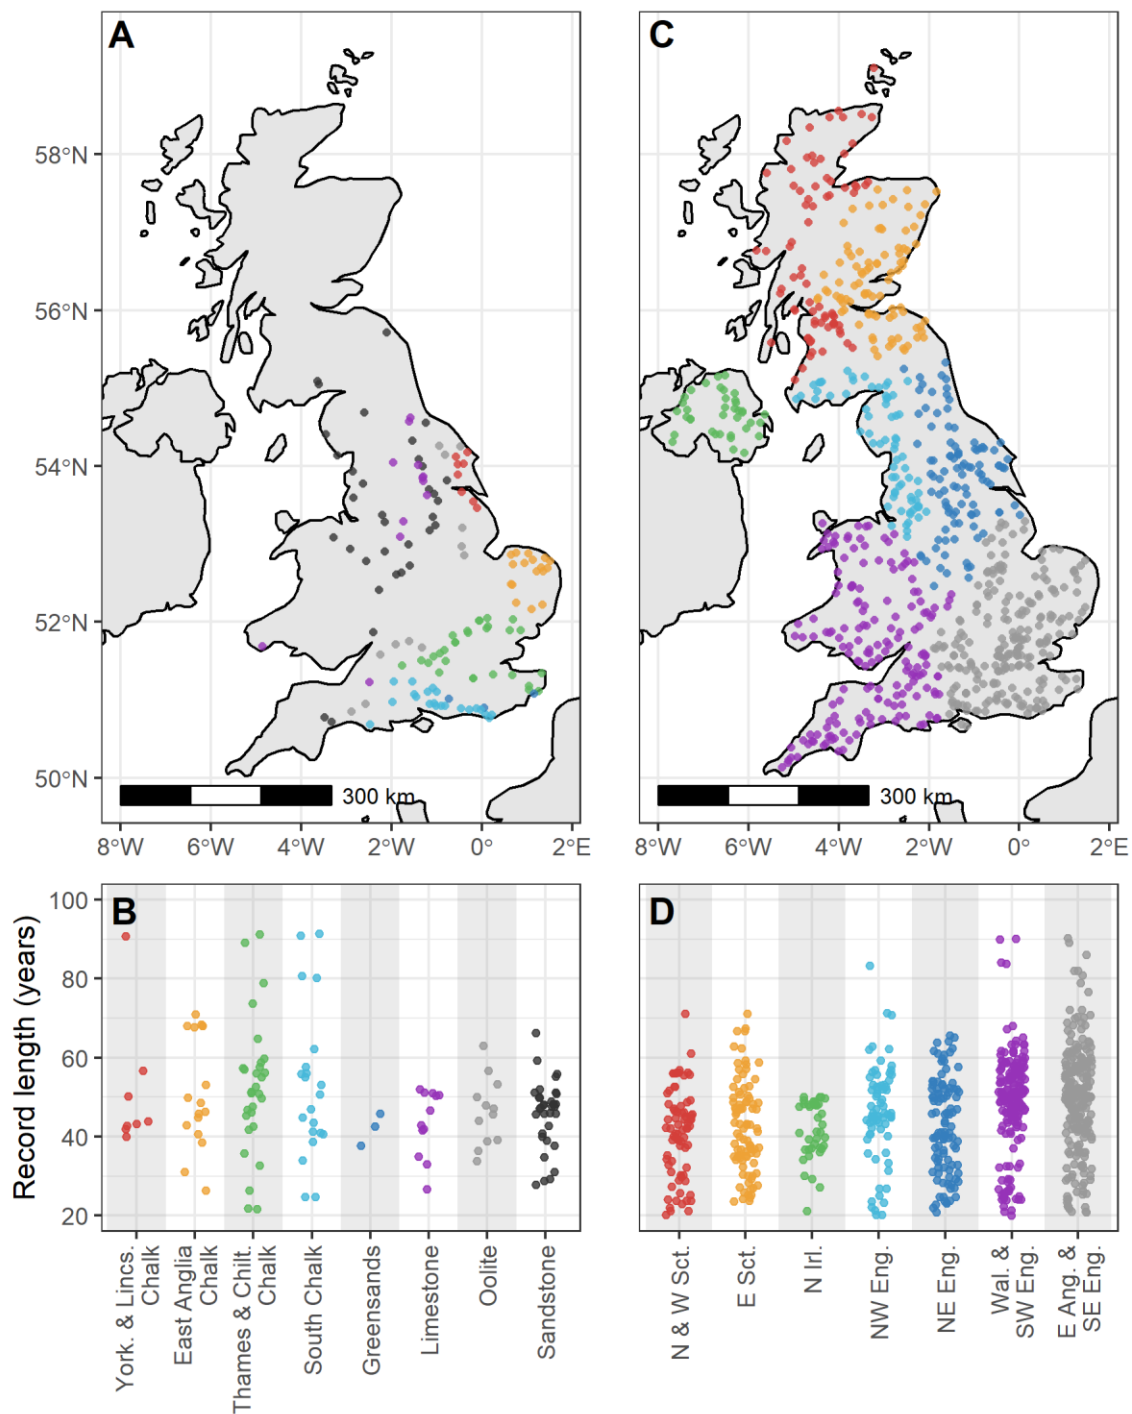 A
C
58°N
56°N
54°N
52°N
50°N
300 km
300 km
8°W 6°W 4°W 2°W 0° 2°E
8°W 6°W 4°W 2°W 0° 2°E
B
D
Record length (years)
100
80
60
40
20
York. & Lincs.
Chalk
East Anglia
Chalk
Thames & Chilt.
Chalk
South Chalk
Greensands
Limestone
Oolite
Sandstone
N & W Sct.
E Sct.
N Irl.
NW Eng.
NE Eng.
Wal. &
SW Eng.
E Ang. &
SE Eng.